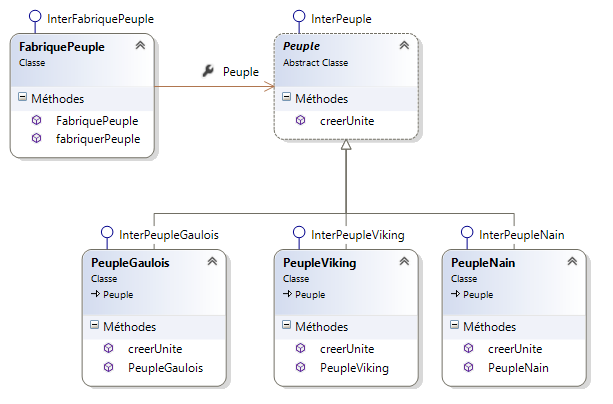 InterFabriquePeuple
FabriquePeuple
Classe
Méthodes
FabriquePeuple
fabriquerPeuple
Peuple
InterPeuple
Peuple
Abstract Classe
Méthodes
creerUnite
InterPeupleGaulois
PeupleGaulois
Classe
Peuple
Méthodes
creerUnite
PeupleGaulois
InterPeupleViking
PeupleViking
Classe
Peuple
Méthodes
creerUnite
PeupleViking
InterPeupleNain
PeupleNain
Classe
Peuple
Méthodes
creerUnite
PeupleNain